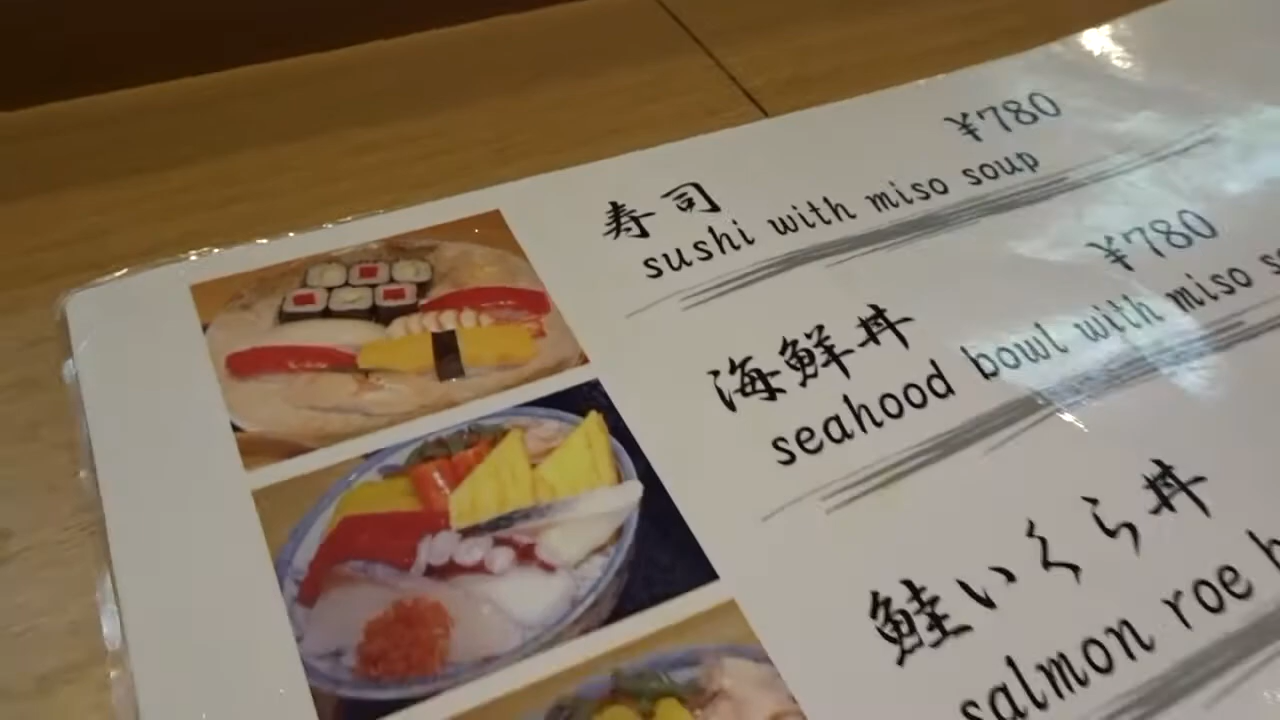 ¥780
寿司
sushi with miso soup
¥780
海鮮丼
seahood bowl with miso
鮭いくら丼
salmon roe